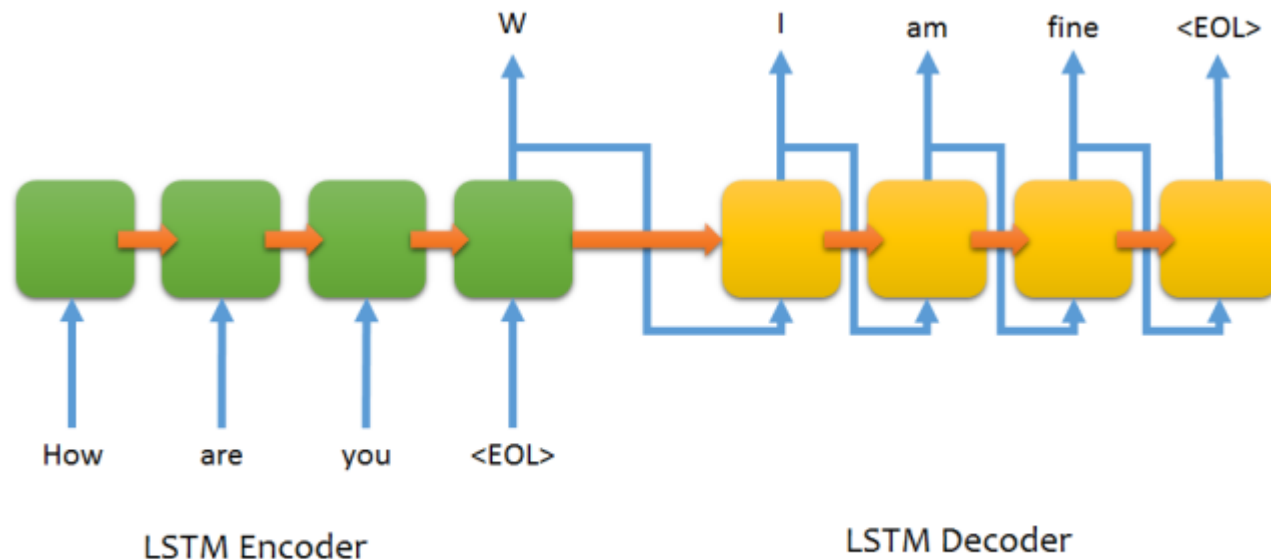 W I am fine <EOL>
How are you <EOL>
LSTM Encoder LSTM Decoder